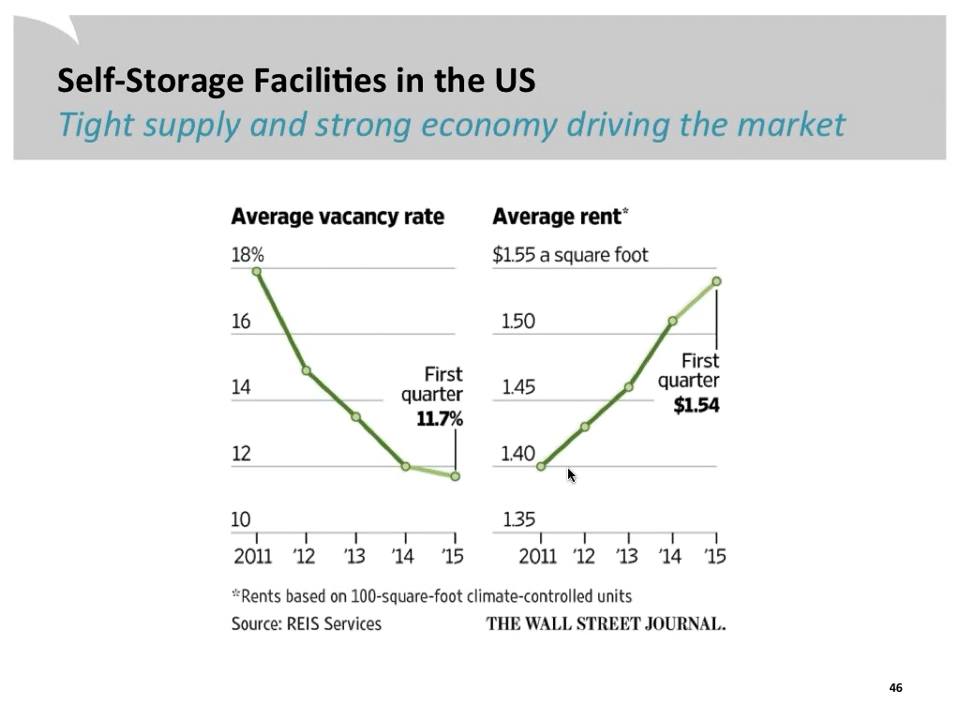 Self-Storage Facilities in the US
Tight supply and strong economy driving the market
Average vacancy rate
18%
16
14
12
10
First
quarter
11.7%
2011 '12 '13 '14 '15
Average rent*
$1.55 a square foot
1.50
1.45
1.40
1.35
First
quarter
$1.54
2011 '12 '13 '14 '15
*Rents based on 100-square-foot climate-controlled units
Source: REIS Services
THE WALL STREET JOURNAL.
46